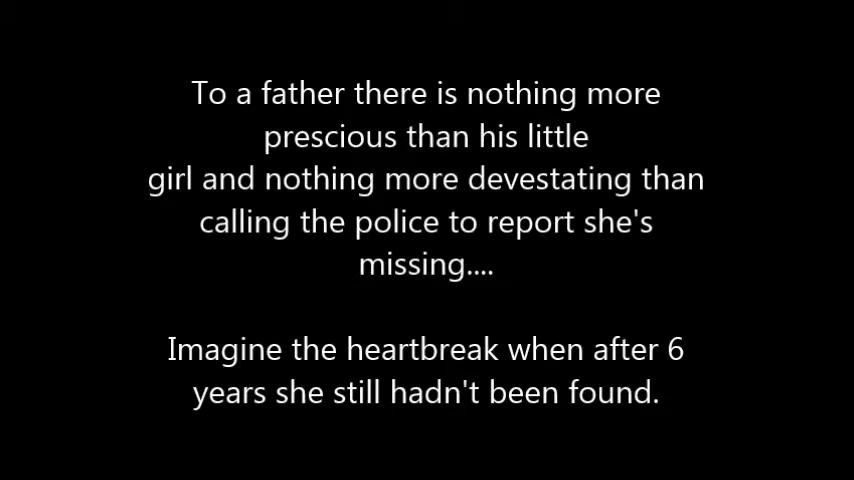 To a father there is nothing more
prescious than his little
girl and nothing more devestating than
calling the police to report she's
missing....
Imagine the heartbreak when after 6
years she still hadn't been found.